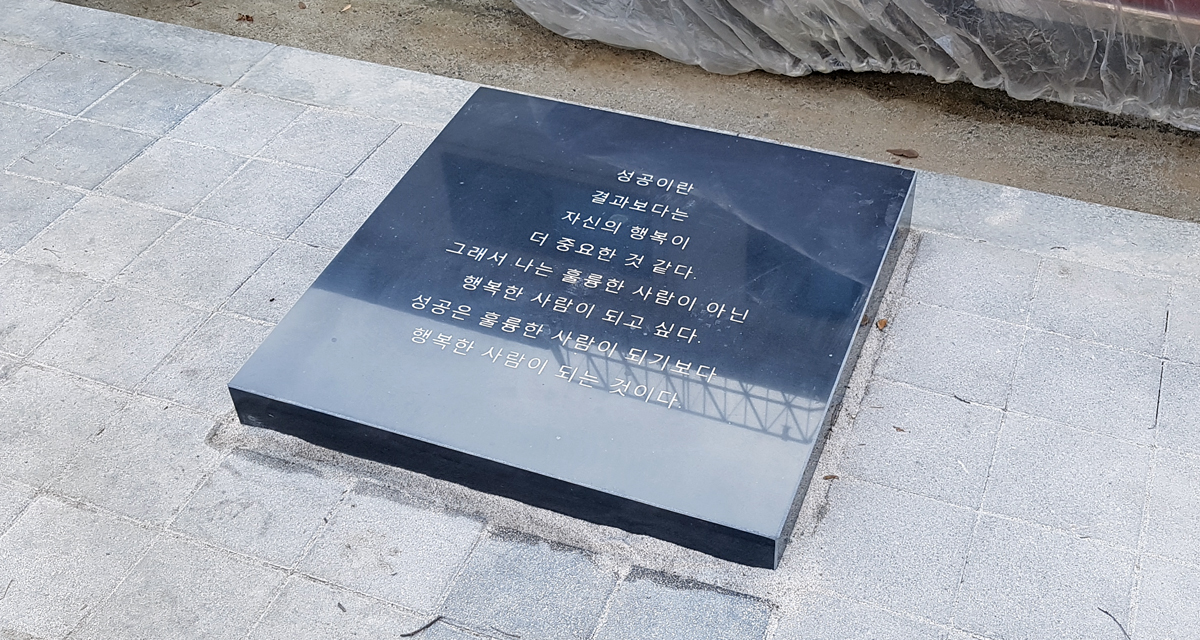 성공이란
결과보다는
자신의 행복이
더 중요한 것 같다.
그래서 나는 훌륭한 사람이 아닌
행복한 사람이 되고 싶다.
성공은 훌륭한 사람이 되기보다
행복한 사람이 되는 것이다.